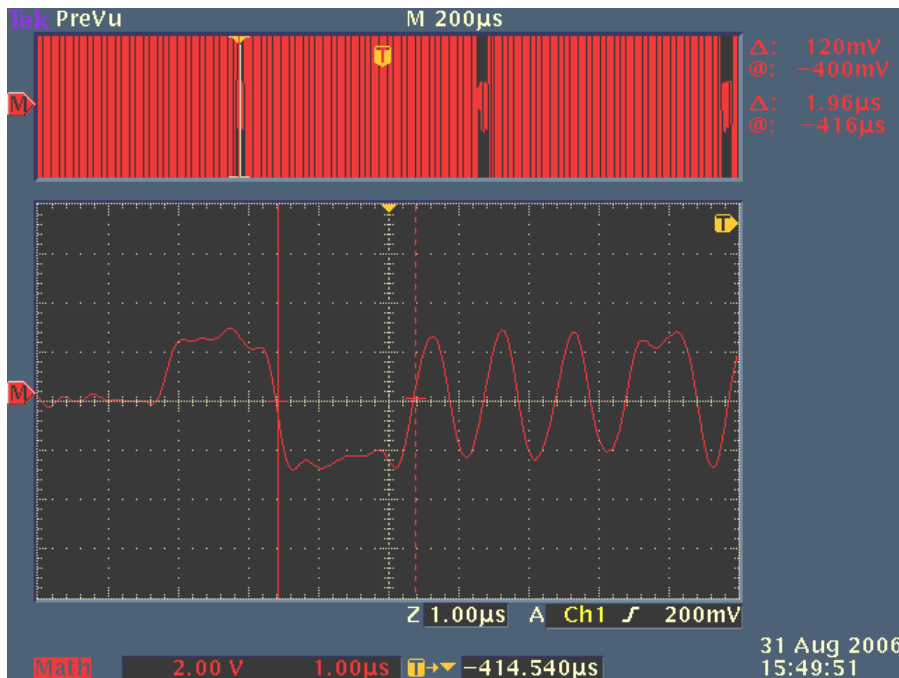 Tek PreVu M 200µs
T
M
Δ: 120mV
@: −400mV
Δ: 1.96µs
@: −416µs
T
M
Z 1.00µs A Ch1 ƒ 200mV
Math 2.00 V 1.00µs T→▼ −414.540µs
31 Aug 2006
15:49:51